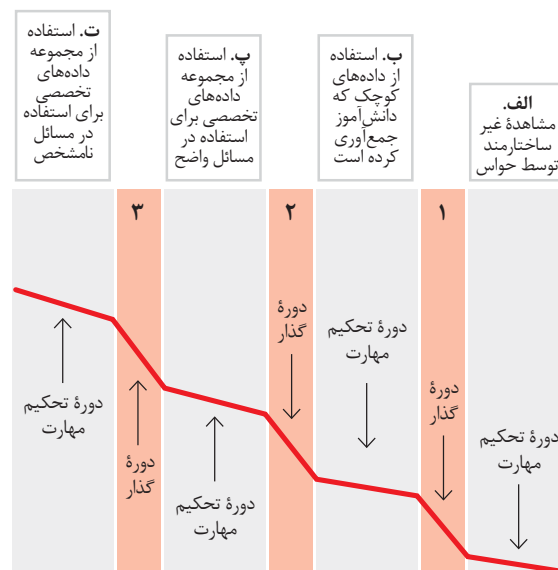 الف.
مشاهدهٔ غیر
ساختارمند
توسط حواس
ب. استفاده
از داده‌های
کوچک که
دانش‌آموز
جمع‌آوری
کرده است
پ. استفاده
از مجموعه
داده‌های
تخصصی برای
استفاده در
مسائل واضح
ت. استفاده
از مجموعه
داده‌های
تخصصی
برای استفاده
در مسائل
نامشخص
۱
۲
۳
دورهٔ تحکیم
مهارت
دورهٔ
گذار
دورهٔ تحکیم
مهارت
دورهٔ
گذار
دورهٔ تحکیم
مهارت
دورهٔ
گذار
دورهٔ تحکیم
مهارت